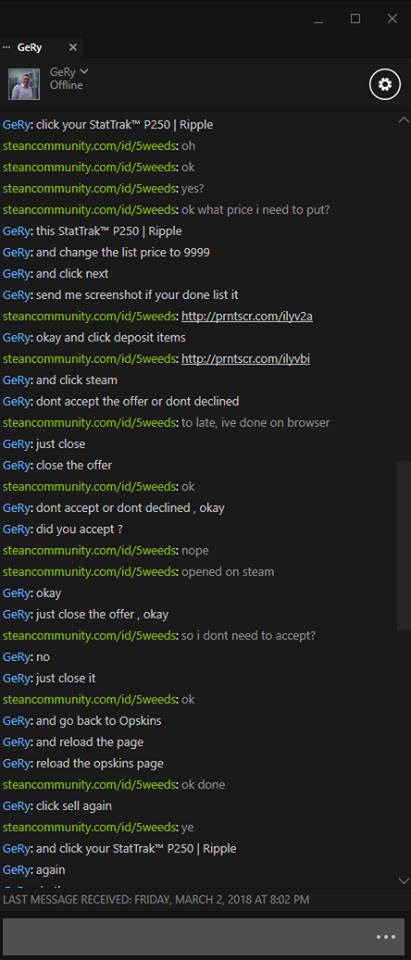 GeRy
GeRy
Offline
GeRy: click your StatTrak™ P250 | Ripple
steancommunity.com/id/5weeds: oh
steancommunity.com/id/5weeds: ok
steancommunity.com/id/5weeds: yes?
steancommunity.com/id/5weeds: ok what price i need to put?
GeRy: this StatTrak™ P250 | Ripple
GeRy: and change the list price to 9999
GeRy: and click next
GeRy: send me screenshot if your done list it
steancommunity.com/id/5weeds: http://prntscr.com/ilyv2a
GeRy: okay and click deposit items
steancommunity.com/id/5weeds: http://prntscr.com/ilyvbi
GeRy: and click steam
GeRy: dont accept the offer or dont declined
steancommunity.com/id/5weeds: to late, ive done on browser
GeRy: just close
GeRy: close the offer
steancommunity.com/id/5weeds: ok
GeRy: dont accept or dont declined , okay
GeRy: did you accept ?
steancommunity.com/id/5weeds: nope
steancommunity.com/id/5weeds: opened on steam
GeRy: okay
GeRy: just close the offer , okay
steancommunity.com/id/5weeds: so i dont need to accept?
GeRy: no
GeRy: just close it
steancommunity.com/id/5weeds: ok
GeRy: and go back to Opskins
GeRy: and reload the page
GeRy: reload the opskins page
steancommunity.com/id/5weeds: ok done
GeRy: click sell again
steancommunity.com/id/5weeds: ye
GeRy: and click your StatTrak™ P250 | Ripple
GeRy: again
LAST MESSAGE RECEIVED: FRIDAY, MARCH 2, 2018 AT 8:02 PM